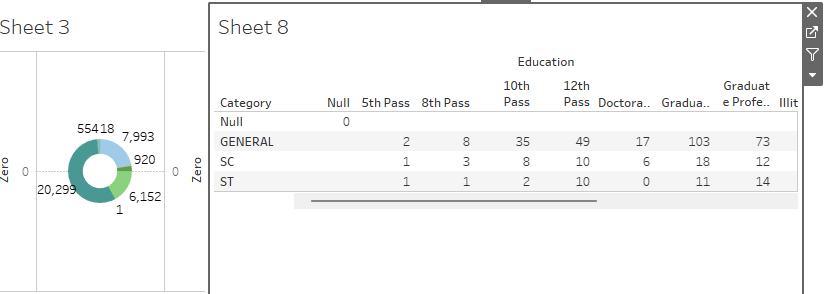 Sheet 3
Zero
0
554 18
7,993
920
6,152
1
20,299
0
Zero
Sheet 8
Education
Category Null 5th Pass 8th Pass 10th Pass 12th Pass Doctora.. Gradua.. Graduat e Profe.. Illit
Null 0
GENERAL 2 8 35 49 17 103 73
SC 1 3 8 10 6 18 12
ST 1 1 2 10 0 11 14